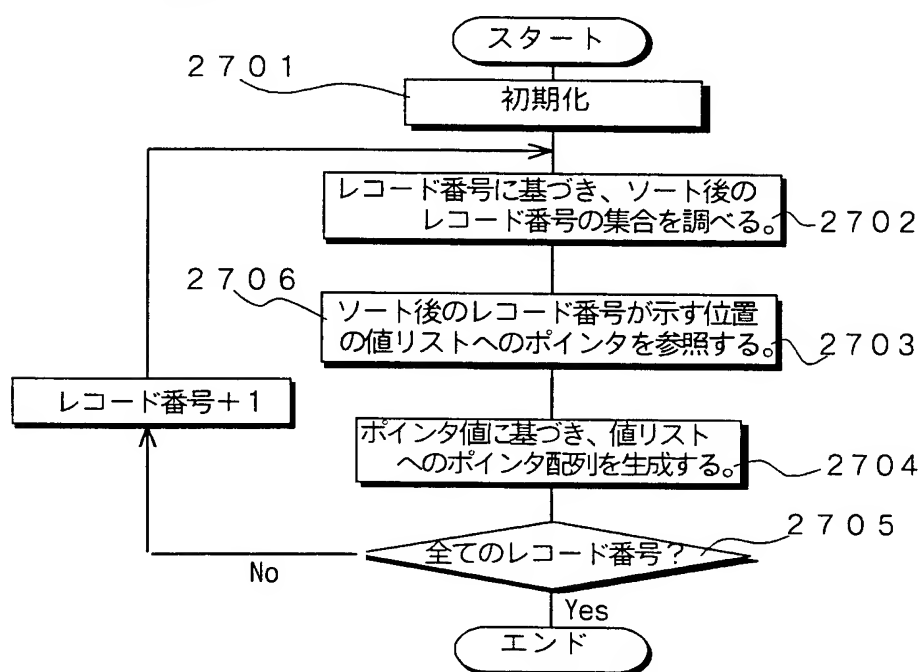 スタート
2701
初期化
レコード番号に基づき、ソート後の
レコード番号の集合を調べる。
2702
2706
ソート後のレコード番号が示す位置
の値リストへのポインタを参照する。
2703
レコード番号+1
ポインタ値に基づき、値リスト
へのポインタ配列を生成する。
2704
2705
全てのレコード番号?
No
Yes
エンド